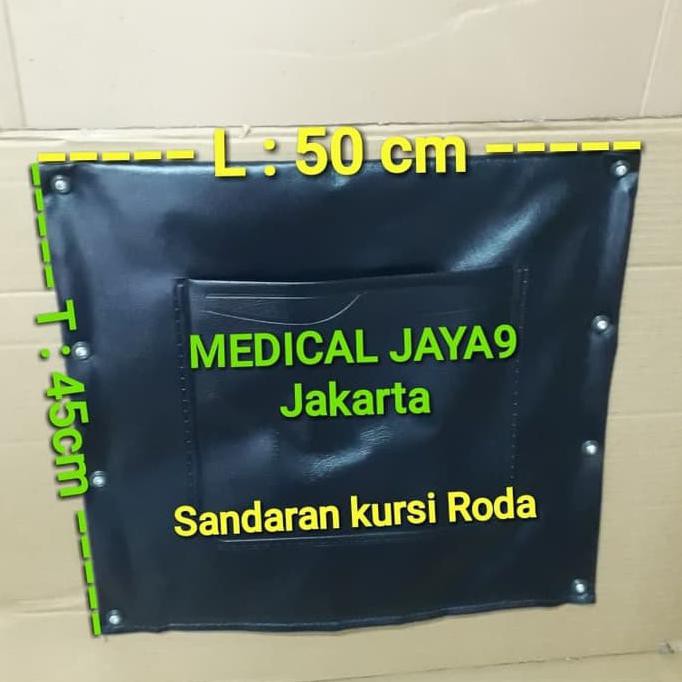 ----- L : 50 cm -----
----- T : 45cm -----
MEDICAL JAYA9
Jakarta
Sandaran kursi Roda